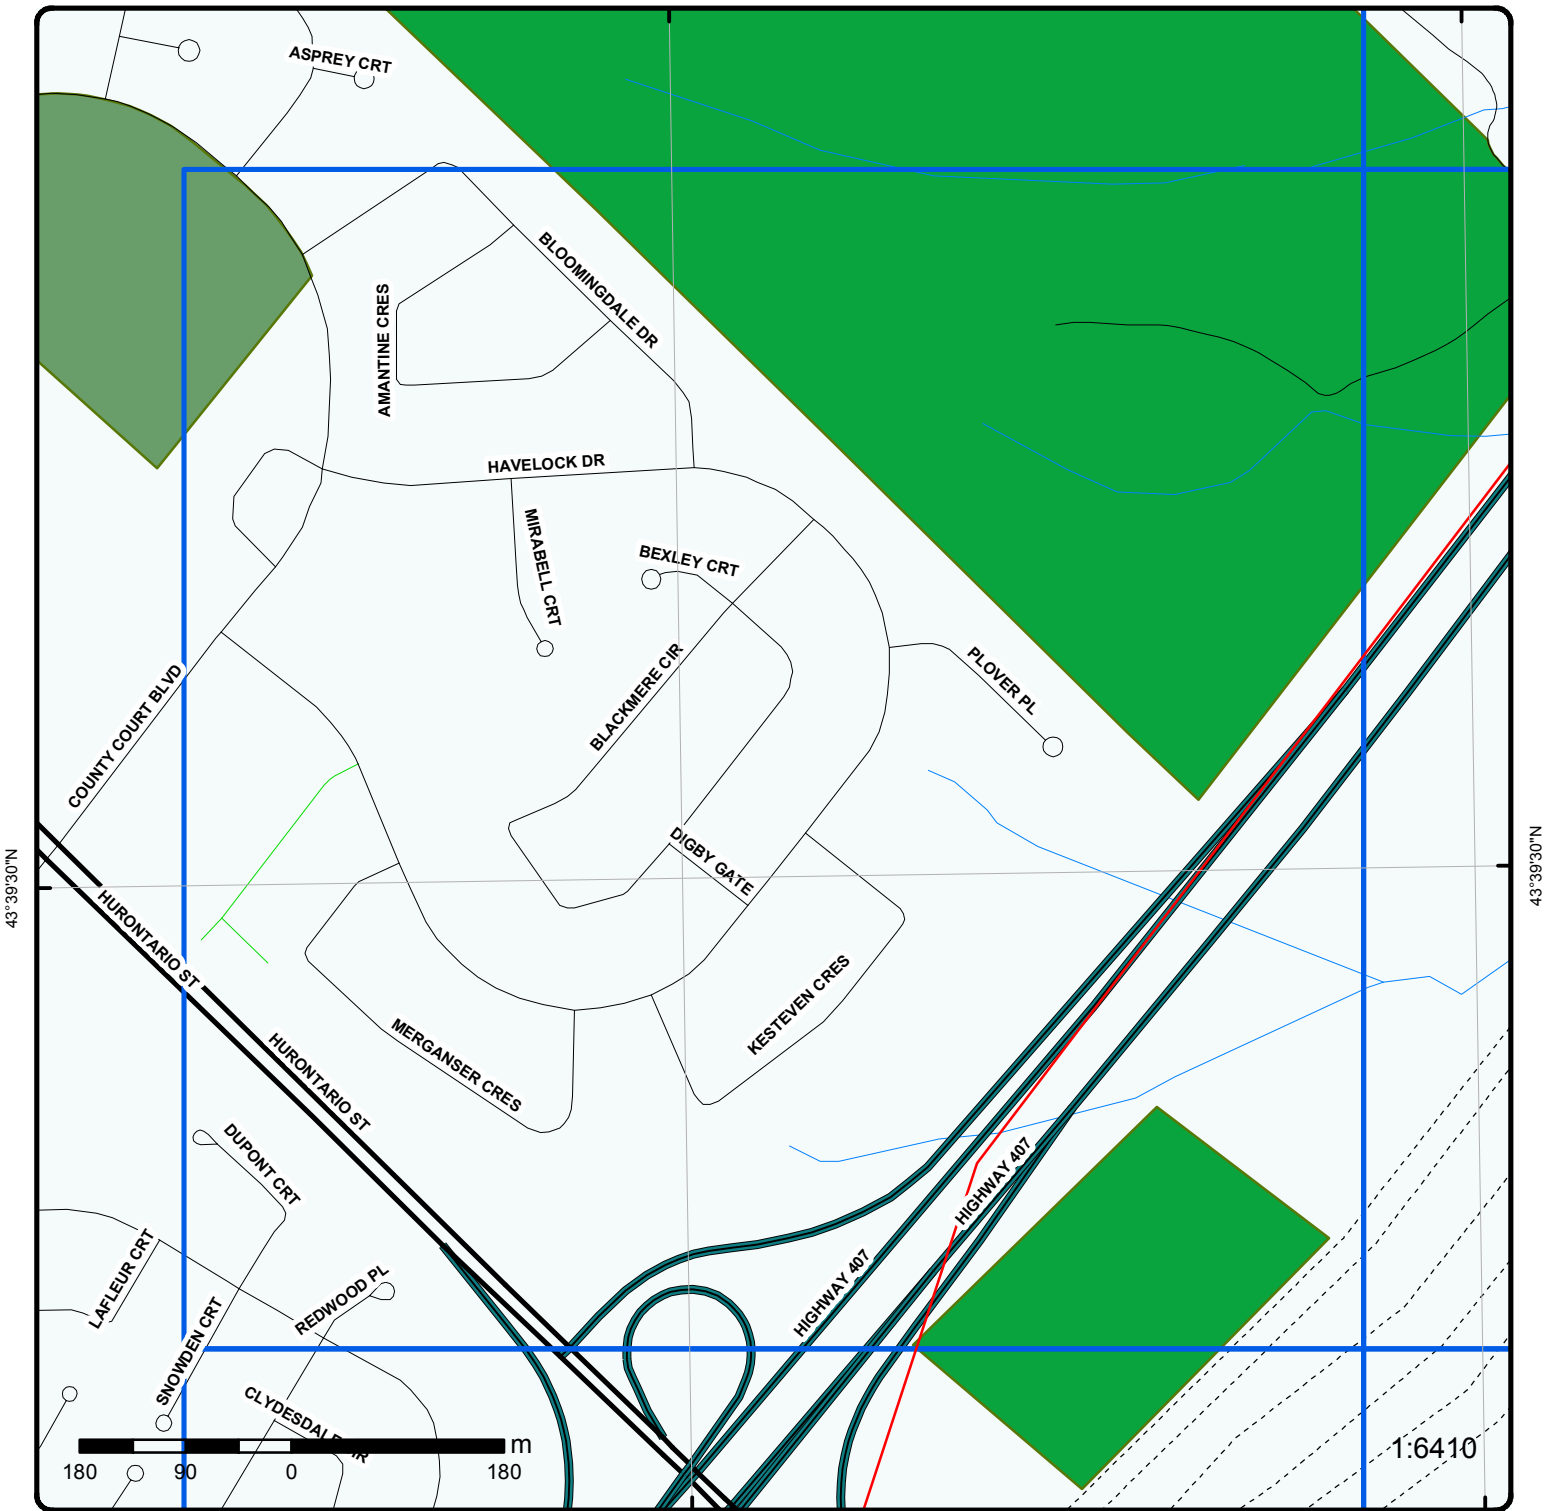 ASPREY CRT
BLOOMINGDALE DR
AMANTINE CRES
HAVELOCK DR
MIRABELL CRT
BEXLEY CRT
BLACKMERE CIR
PLOVER PL
COUNTY COURT BLVD
DIGBY GATE
43°39'30"N
43°39'30"N
HURONTARIO ST
KESTEVEN CRES
HURONTARIO ST
MERGANSER CRES
DUPONT CRT
HIGHWAY 407
LAFLEUR CRT
REDWOOD PL
HIGHWAY 407
SNOWDEN CRT
CLYDESDALE CIR
m
1:6410
180 90 0 180